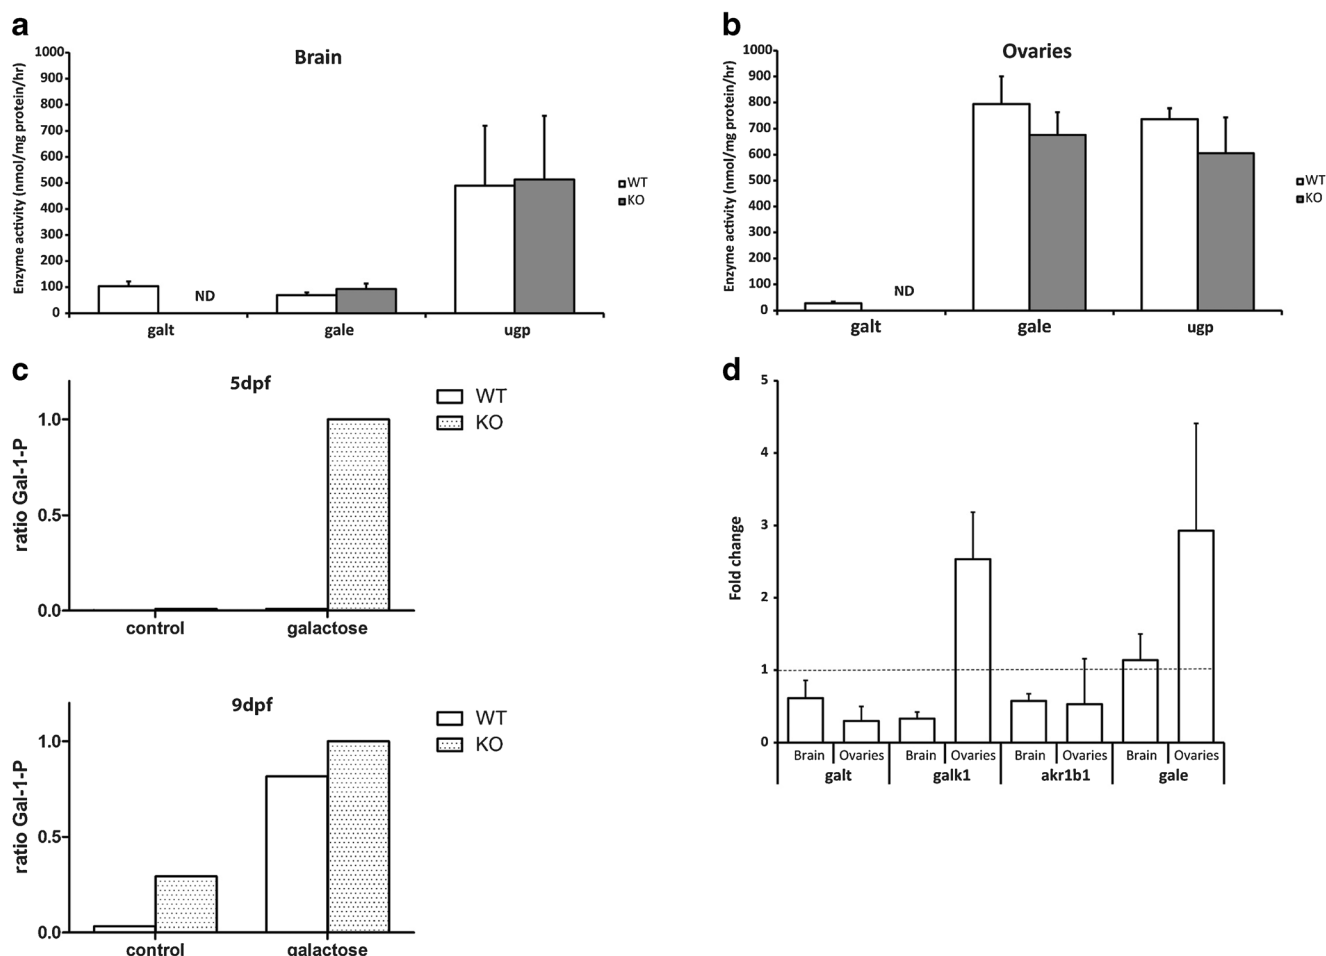 a
Brain
Enzyme activity (nmol/mg protein/hr)
1000
900
800
700
600
500
400
300
200
100
0
ND
galt
gale
ugp
WT
KO
b
Ovaries
Enzyme activity (nmol/mg protein/hr)
1000
900
800
700
600
500
400
300
200
100
0
ND
galt
gale
ugp
WT
KO
c
5dpf
ratio Gal-1-P
1.0
0.5
0.0
control
galactose
WT
KO
9dpf
ratio Gal-1-P
1.0
0.5
0.0
control
galactose
WT
KO
d
Fold change
5
4
3
2
1
0
Brain Ovaries Brain Ovaries Brain Ovaries Brain Ovaries
galt galk1 akr1b1 gale